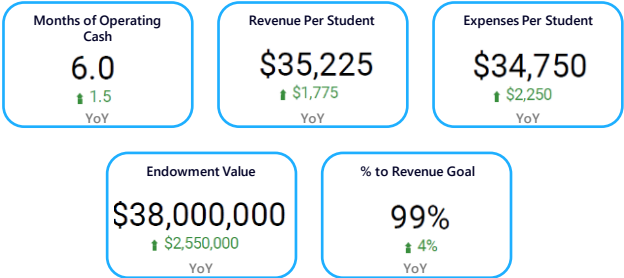 Months of Operating
Cash
6.0
1.5
YoY
Revenue Per Student
$35,225
$1,775
YoY
Expenses Per Student
$34,750
$2,250
YoY
Endowment Value
$38,000,000
$2,550,000
YoY
% to Revenue Goal
99%
4%
YoY